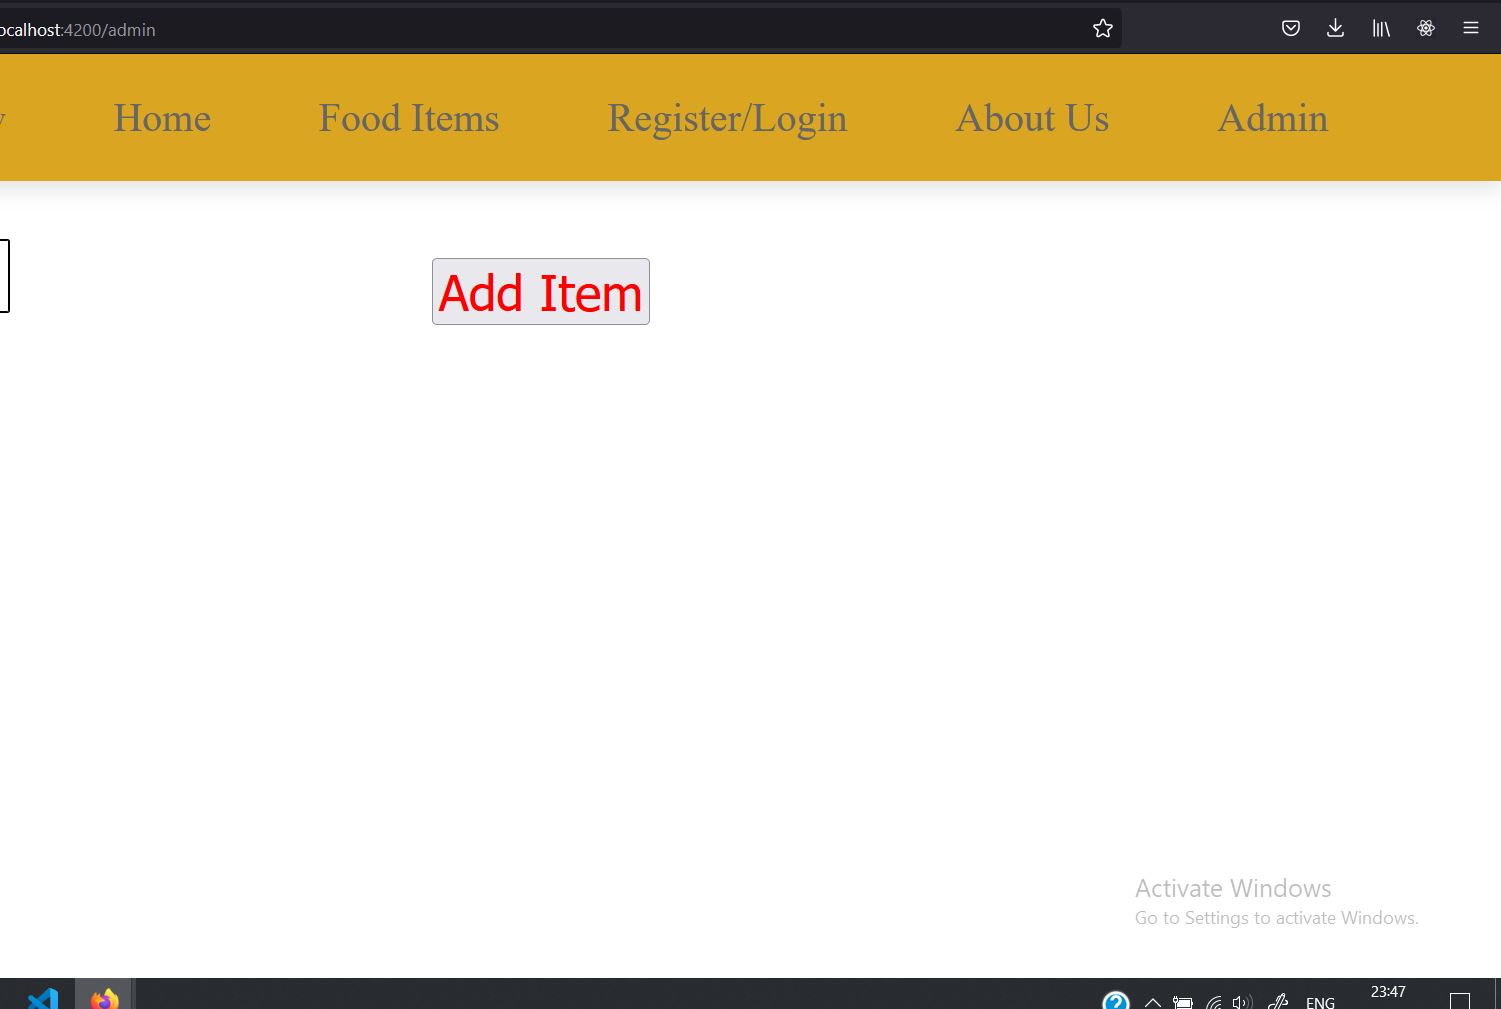 ocalhost:4200/admin
Home Food Items Register/Login About Us Admin
Add Item
Activate Windows
Go to Settings to activate Windows.
ENG
23:47